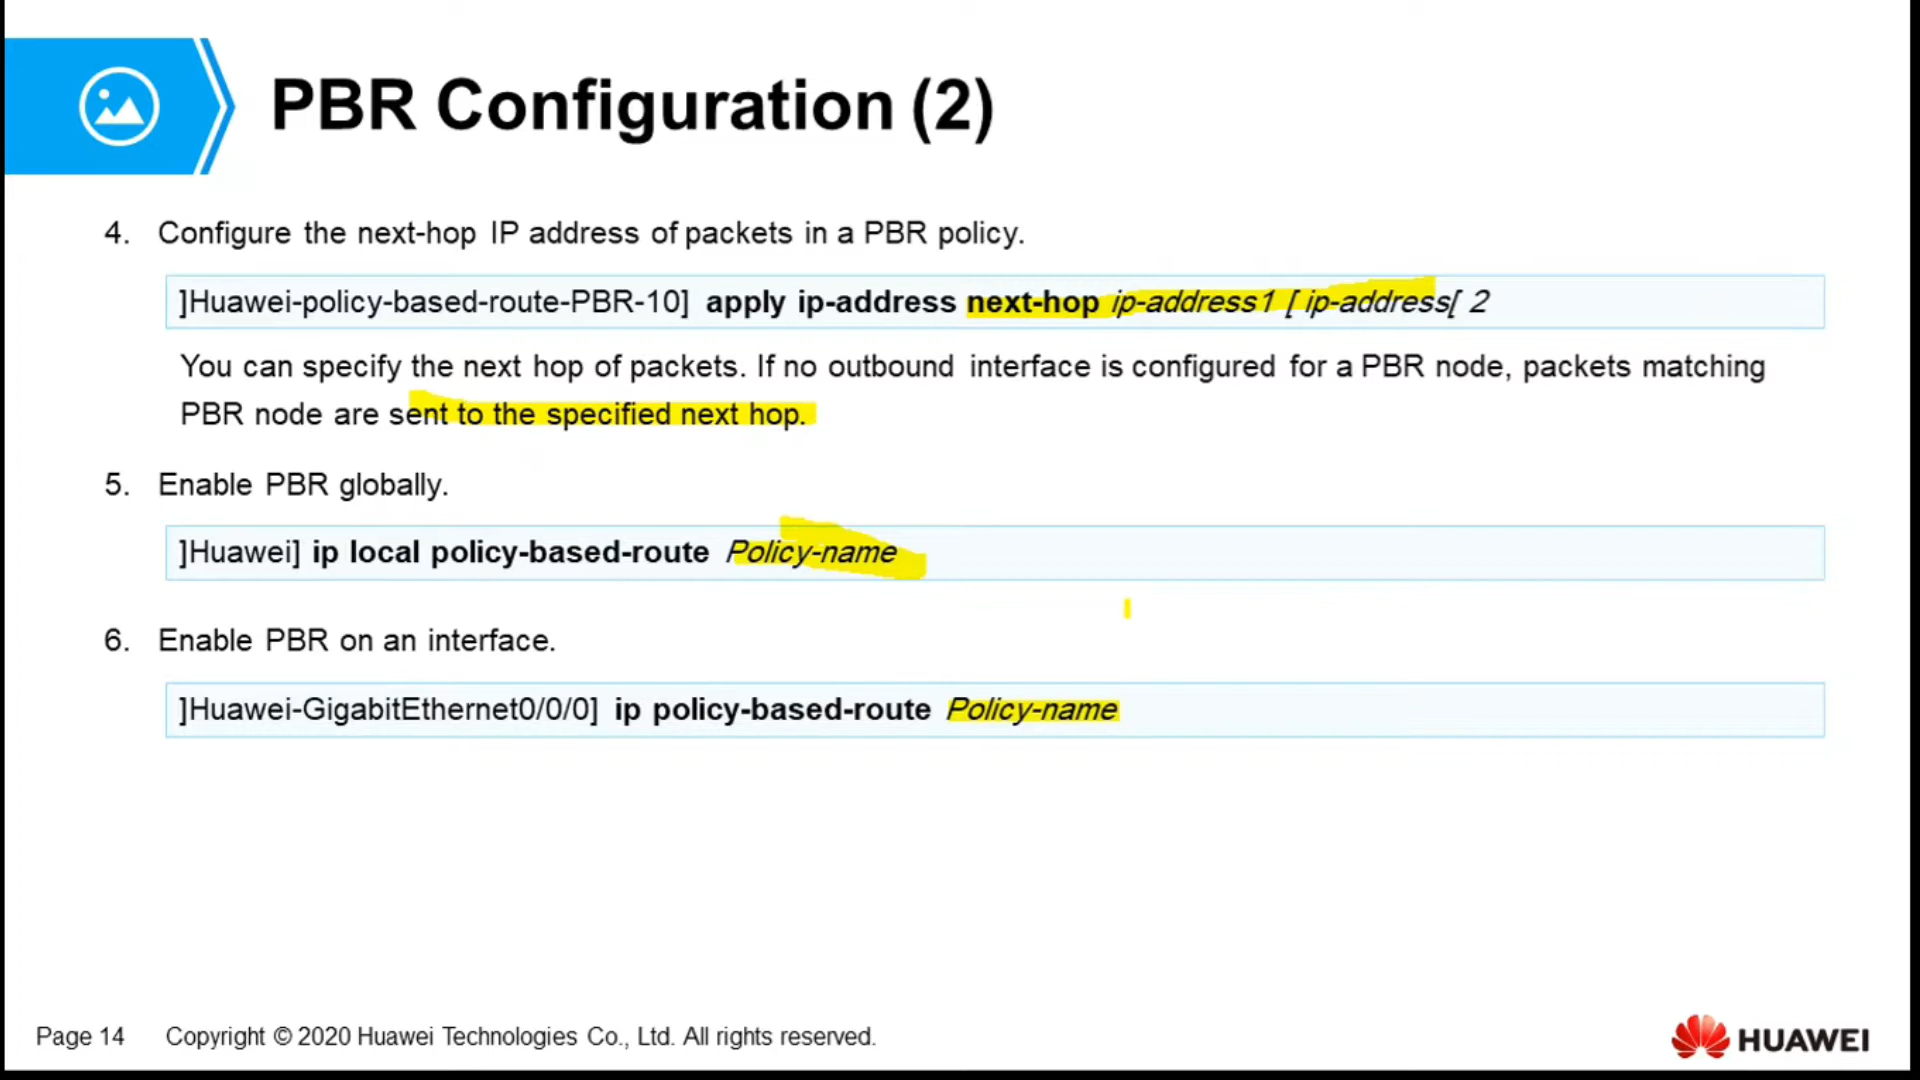 PBR Configuration (2)
4. Configure the next-hop IP address of packets in a PBR policy.
]Huawei-policy-based-route-PBR-10] apply ip-address next-hop ip-address1 [ ip-address[ 2
You can specify the next hop of packets. If no outbound interface is configured for a PBR node, packets matching
PBR node are sent to the specified next hop.
5. Enable PBR globally.
]Huawei] ip local policy-based-route Policy-name
6. Enable PBR on an interface.
]Huawei-GigabitEthernet0/0/0] ip policy-based-route Policy-name
Page 14 Copyright © 2020 Huawei Technologies Co., Ltd. All rights reserved.
HUAWEI